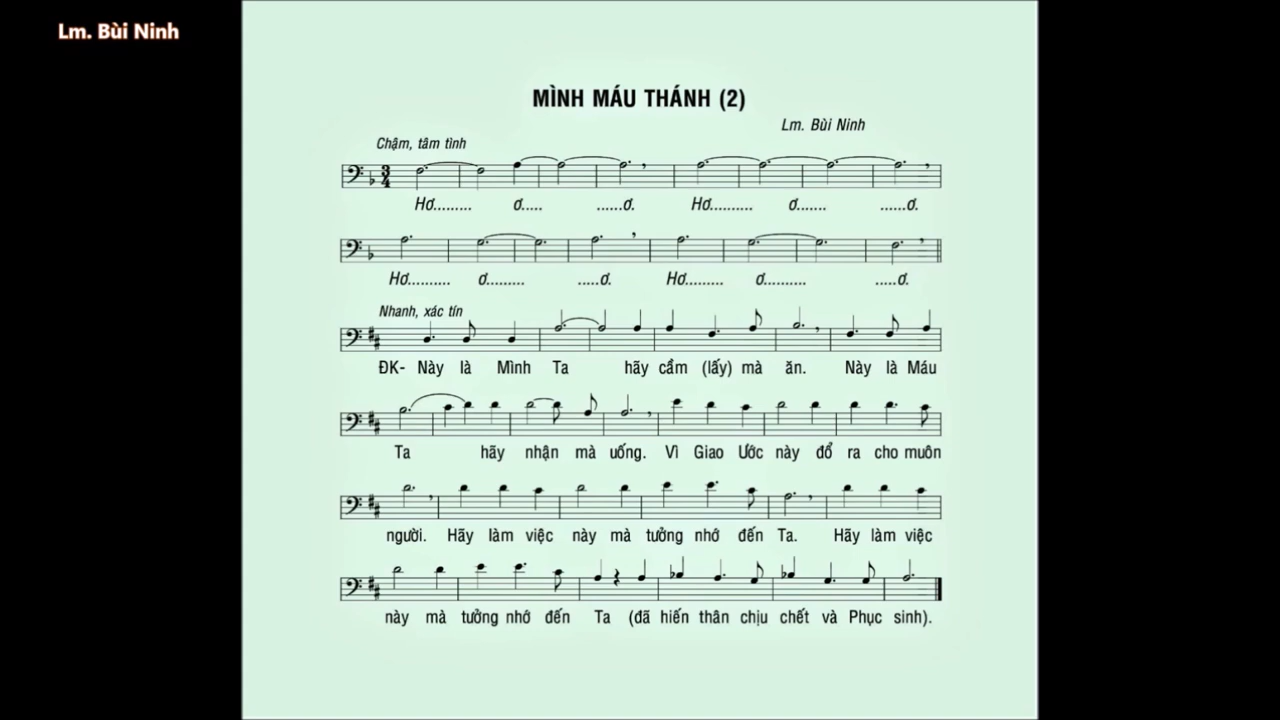 Lm. Bùi Ninh
MÌNH MÁU THÁNH (2)
Lm. Bùi Ninh
Chậm, tâm tình
3
4
Hơ......... ơ..... ......ơ. Hơ.......... ơ....... ......ơ.
Hơ.......... ơ......... .....ơ. Hơ......... ơ.......... .....ơ.
Nhanh, xác tín
ĐK- Này là Mình Ta hãy cầm (lấy) mà ăn. Này là Máu
Ta hãy nhận mà uống. Vì Giao Ước này đổ ra cho muôn
người. Hãy làm việc này mà tưởng nhớ đến Ta. Hãy làm việc
này mà tưởng nhớ đến Ta (đã hiến thân chịu chết và Phục sinh).